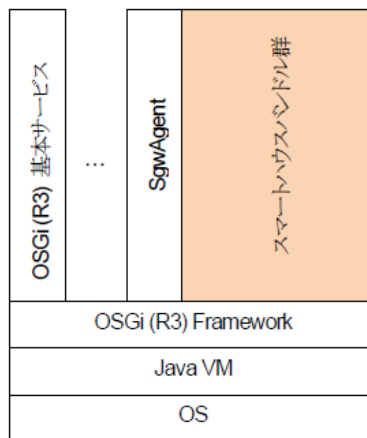 OSGi (R3) 基本サービス
…
SgwAgent
スマートハウスバンドル群
OSGi (R3) Framework
Java VM
OS